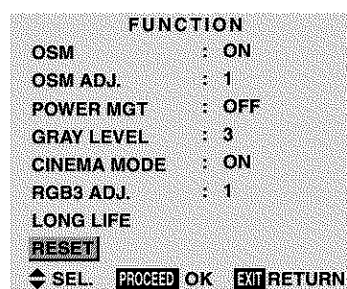 FUNCTION
OSM : ON
OSM ADJ. : 1
POWER MGT : OFF
GRAY LEVEL : 3
CINEMA MODE : ON
RGB3 ADJ. : 1
LONG LIFE
RESET
SEL. PROCEED OK EXIT RETURN